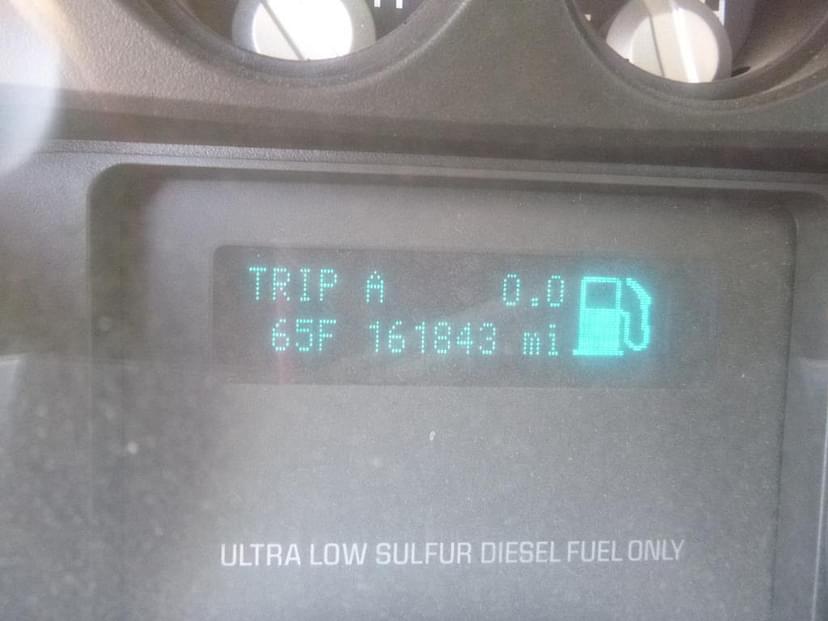 TRIP A 0.0
65F 161843 mi
ULTRA LOW SULFUR DIESEL FUEL ONLY